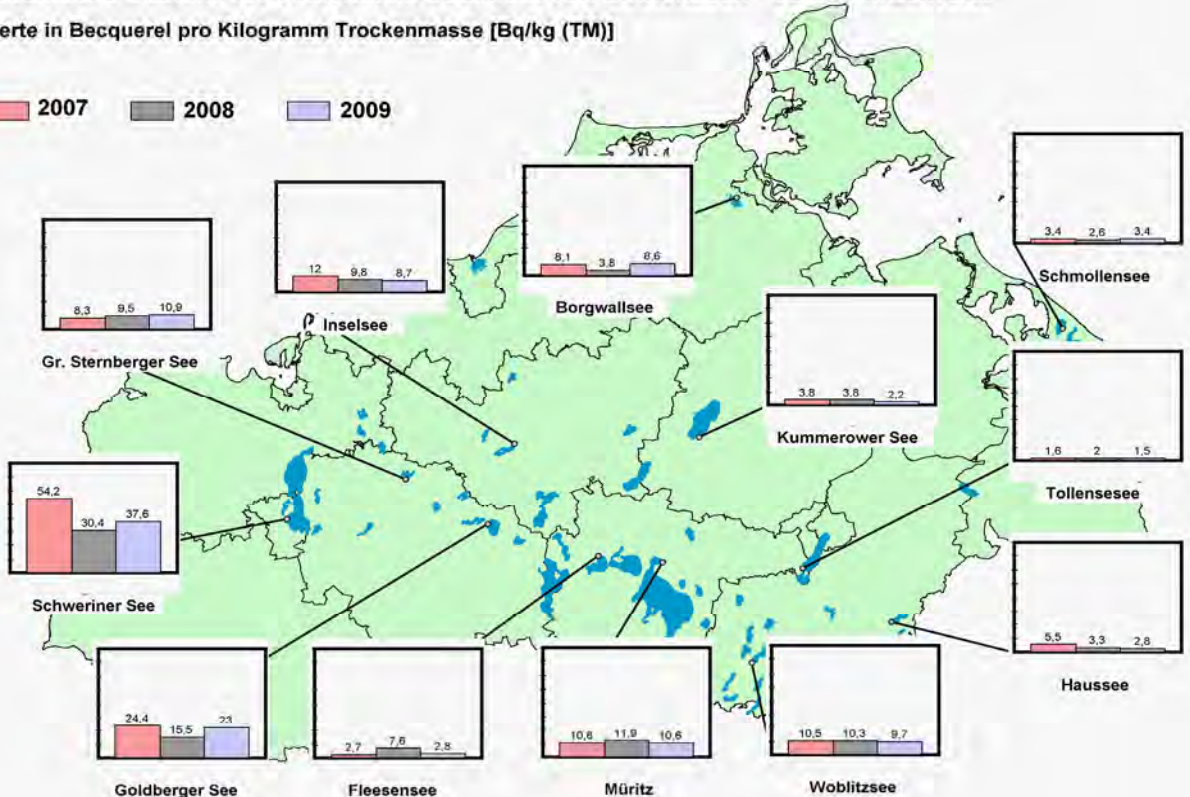 erte in Becquerel pro Kilogramm Trockenmasse [Bq/kg (TM)]
2007 2008 2009
8,3 9,5 10,9
Gr. Sternberger See
12 9,8 8,7
Inselsee
8,1 3,8 8,6
Borgwallsee
3,4 2,6 3,4
Schmollensee
3,8 3,8 2,2
Kummerower See
1,6 2 1,5
Tollensesee
54,2 30,4 37,6
Schweriner See
5,5 3,3 2,8
Haussee
24,4 15,5 23
Goldberger See
2,7 7,6 2,8
Fleesensee
10,6 11,9 10,6
Müritz
10,5 10,3 9,7
Woblitzsee